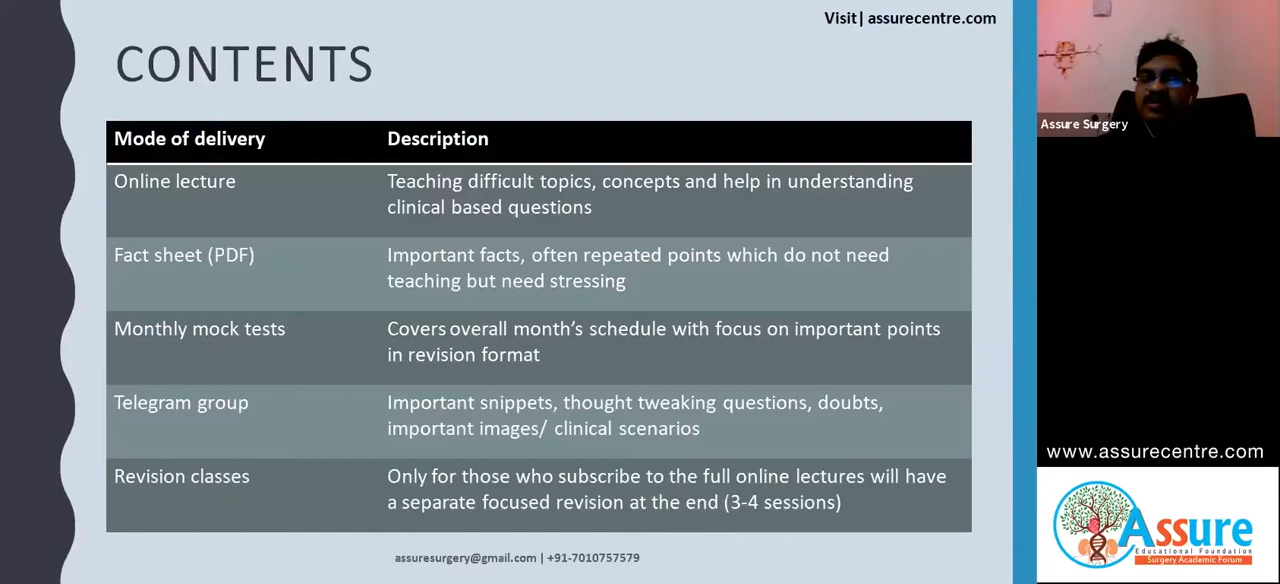 Visit| assurecentre.com
CONTENTS
Mode of delivery Description
Online lecture Teaching difficult topics, concepts and help in understanding
clinical based questions
Fact sheet (PDF) Important facts, often repeated points which do not need
teaching but need stressing
Monthly mock tests Covers overall month's schedule with focus on important points
in revision format
Telegram group Important snippets, thought tweaking questions, doubts,
important images/ clinical scenarios
Revision classes Only for those who subscribe to the full online lectures will have
a separate focused revision at the end (3-4 sessions)
assuresurgery@gmail.com | +91-7010757579
Assure Surgery
www.assurecentre.com
Assure
Educational Foundation
Surgery Academic Forum